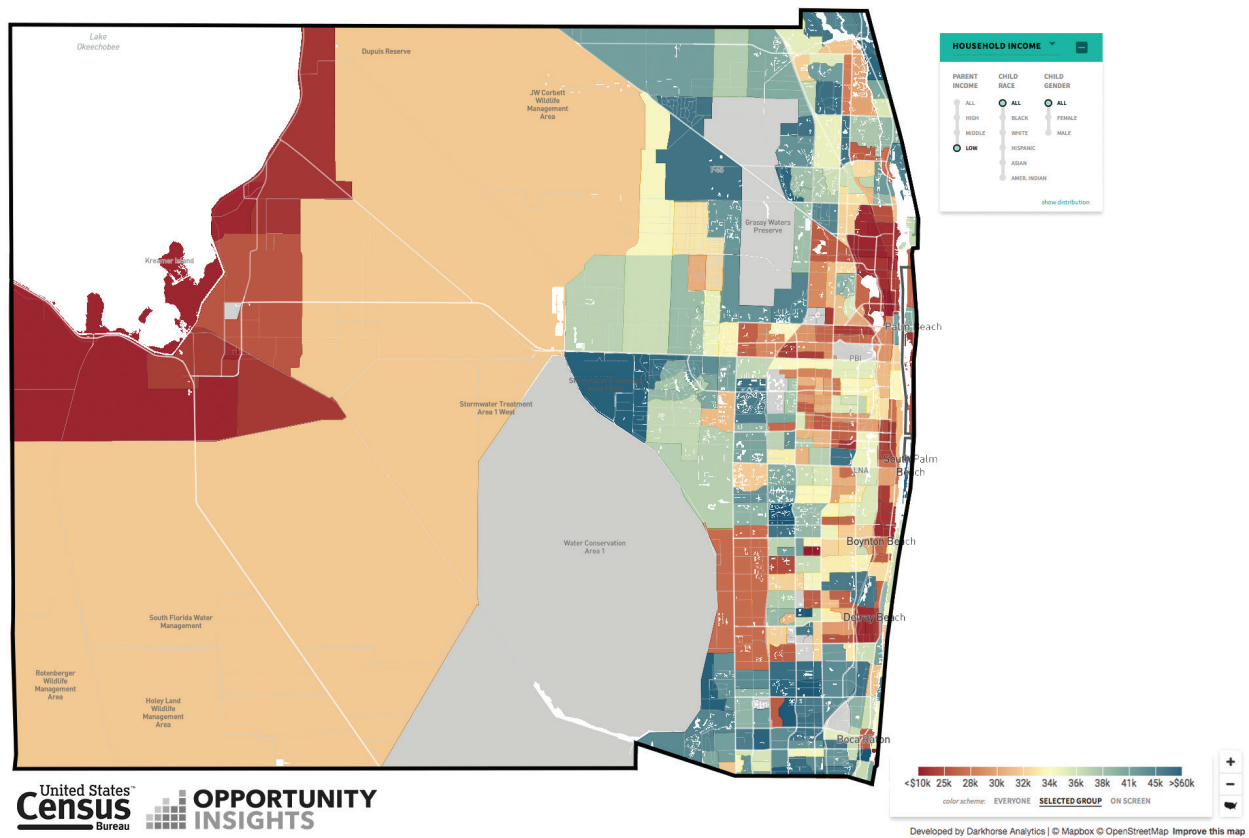 Lake
Okeechobee
Dupuis Reserve
JW Corbett
Wildlife
Management
Area
HOUSEHOLD INCOME
PARENT
INCOME
CHILD
RACE
CHILD
GENDER
ALL
HIGH
MIDDLE
LOW
ALL
BLACK
WHITE
HISPANIC
ASIAN
AMER. INDIAN
ALL
FEMALE
MALE
show distribution
Grassy Waters
Preserve
Kreamer Island
Palm Beach
PBI
Stormwater Treatment
Area 1 West
South Palm
Beach
LNA
Water Conservation
Area 1
Boynton Beach
South Florida Water
Management
Delray Beach
Rotenberger
Wildlife
Management
Area
Holey Land
Wildlife
Management
Area
Boca Raton
<$10k 25k 28k 30k 32k 34k 36k 38k 41k 45k >$60k
color scheme: EVERYONE SELECTED GROUP ON SCREEN
United States™
Census
Bureau
OPPORTUNITY
INSIGHTS
Developed by Darkhorse Analytics | © Mapbox © OpenStreetMap Improve this map